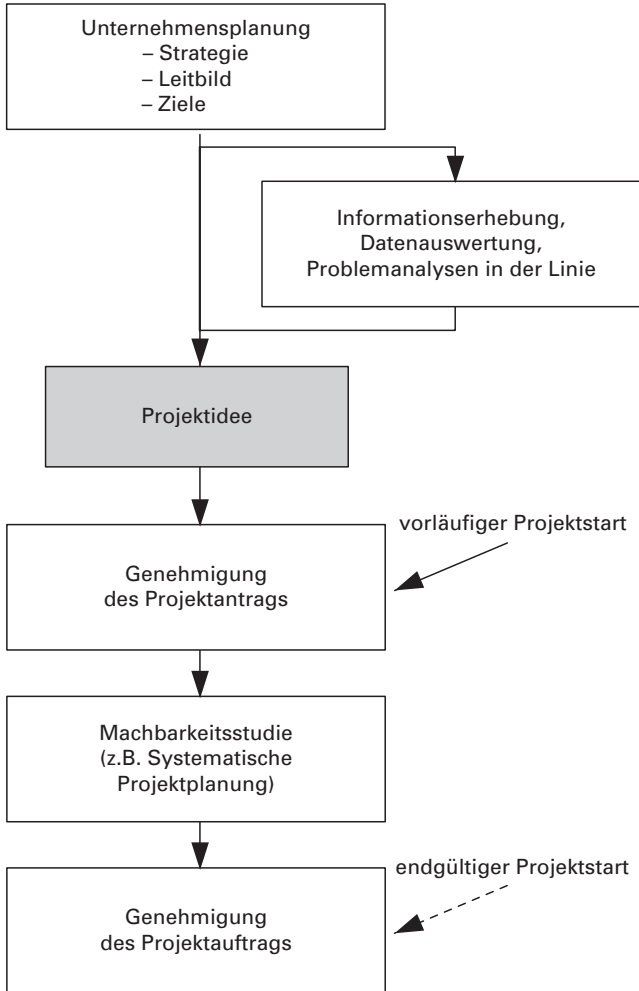 Unternehmensplanung
– Strategie
– Leitbild
– Ziele
Informationserhebung,
Datenauswertung,
Problemanalysen in der Linie
Projektidee
vorläufiger Projektstart
Genehmigung
des Projektantrags
Machbarkeitsstudie
(z.B. Systematische
Projektplanung)
endgültiger Projektstart
Genehmigung
des Projektauftrags